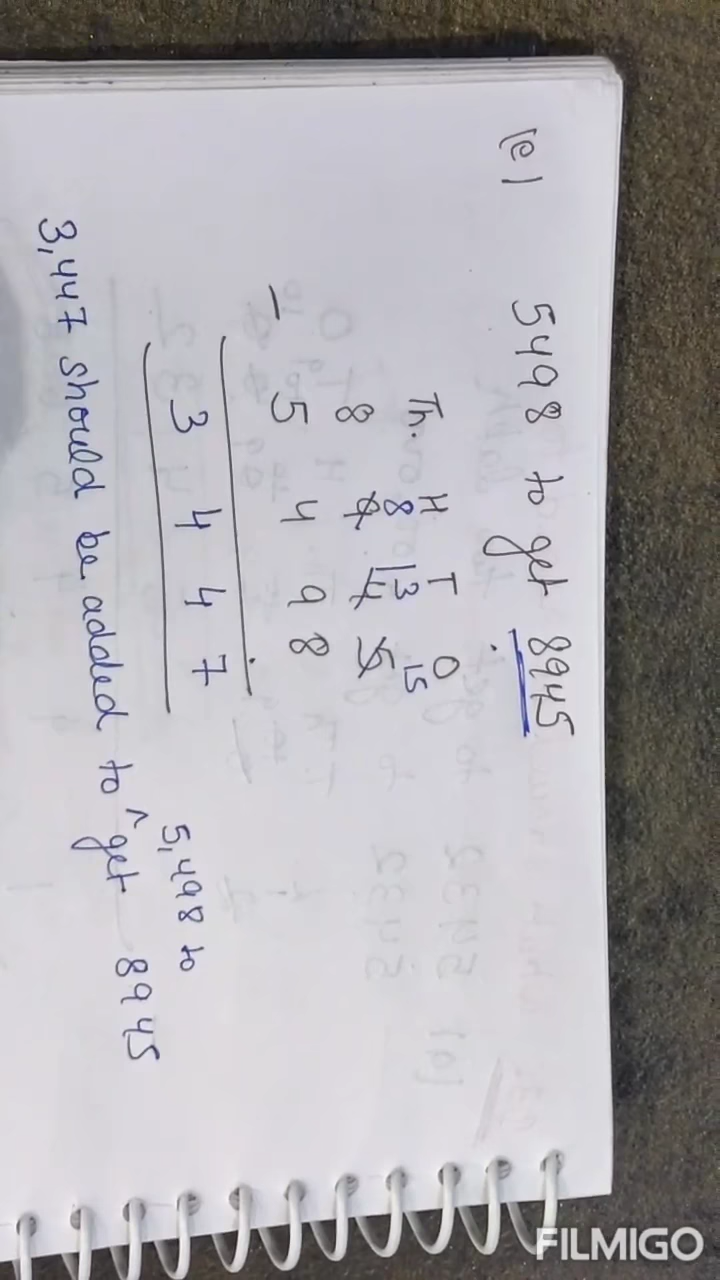 (e) 5498 to get 8945
Th. H T O
8 13 15
8 9 4 5
- 5 4 9 8
3 4 4 7
5,498 to
3,447 should be added to ^ get 8945
FILMIGO